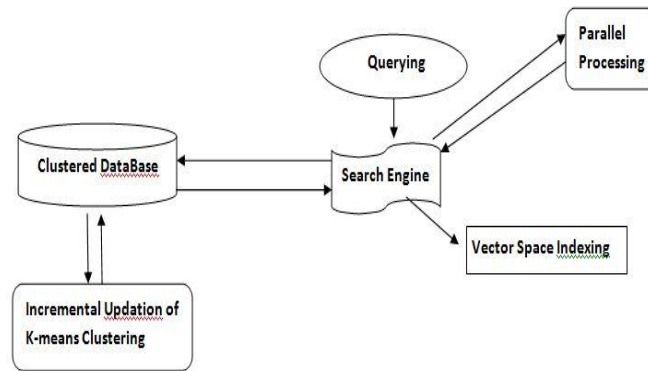 Parallel
Processing
Querying
Clustered DataBase
Search Engine
Vector Space Indexing
Incremental Updation of
K-means Clustering